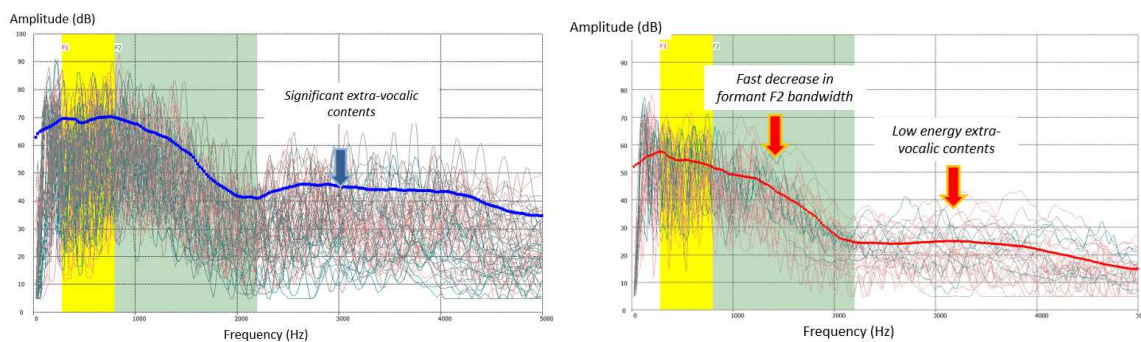 Amplitude (dB)
100
90
80
70
60
50
40
30
20
10
0
F1
F2
Significant extra-vocalic
contents
0
1000
2000
3000
4000
5000
Frequency (Hz)
Amplitude (dB)
100
90
80
70
60
50
40
30
20
10
0
F1
F2
Fast decrease in
formant F2 bandwidth
Low energy extra-
vocalic contents
0
1000
2000
3000
4000
Frequency (Hz)